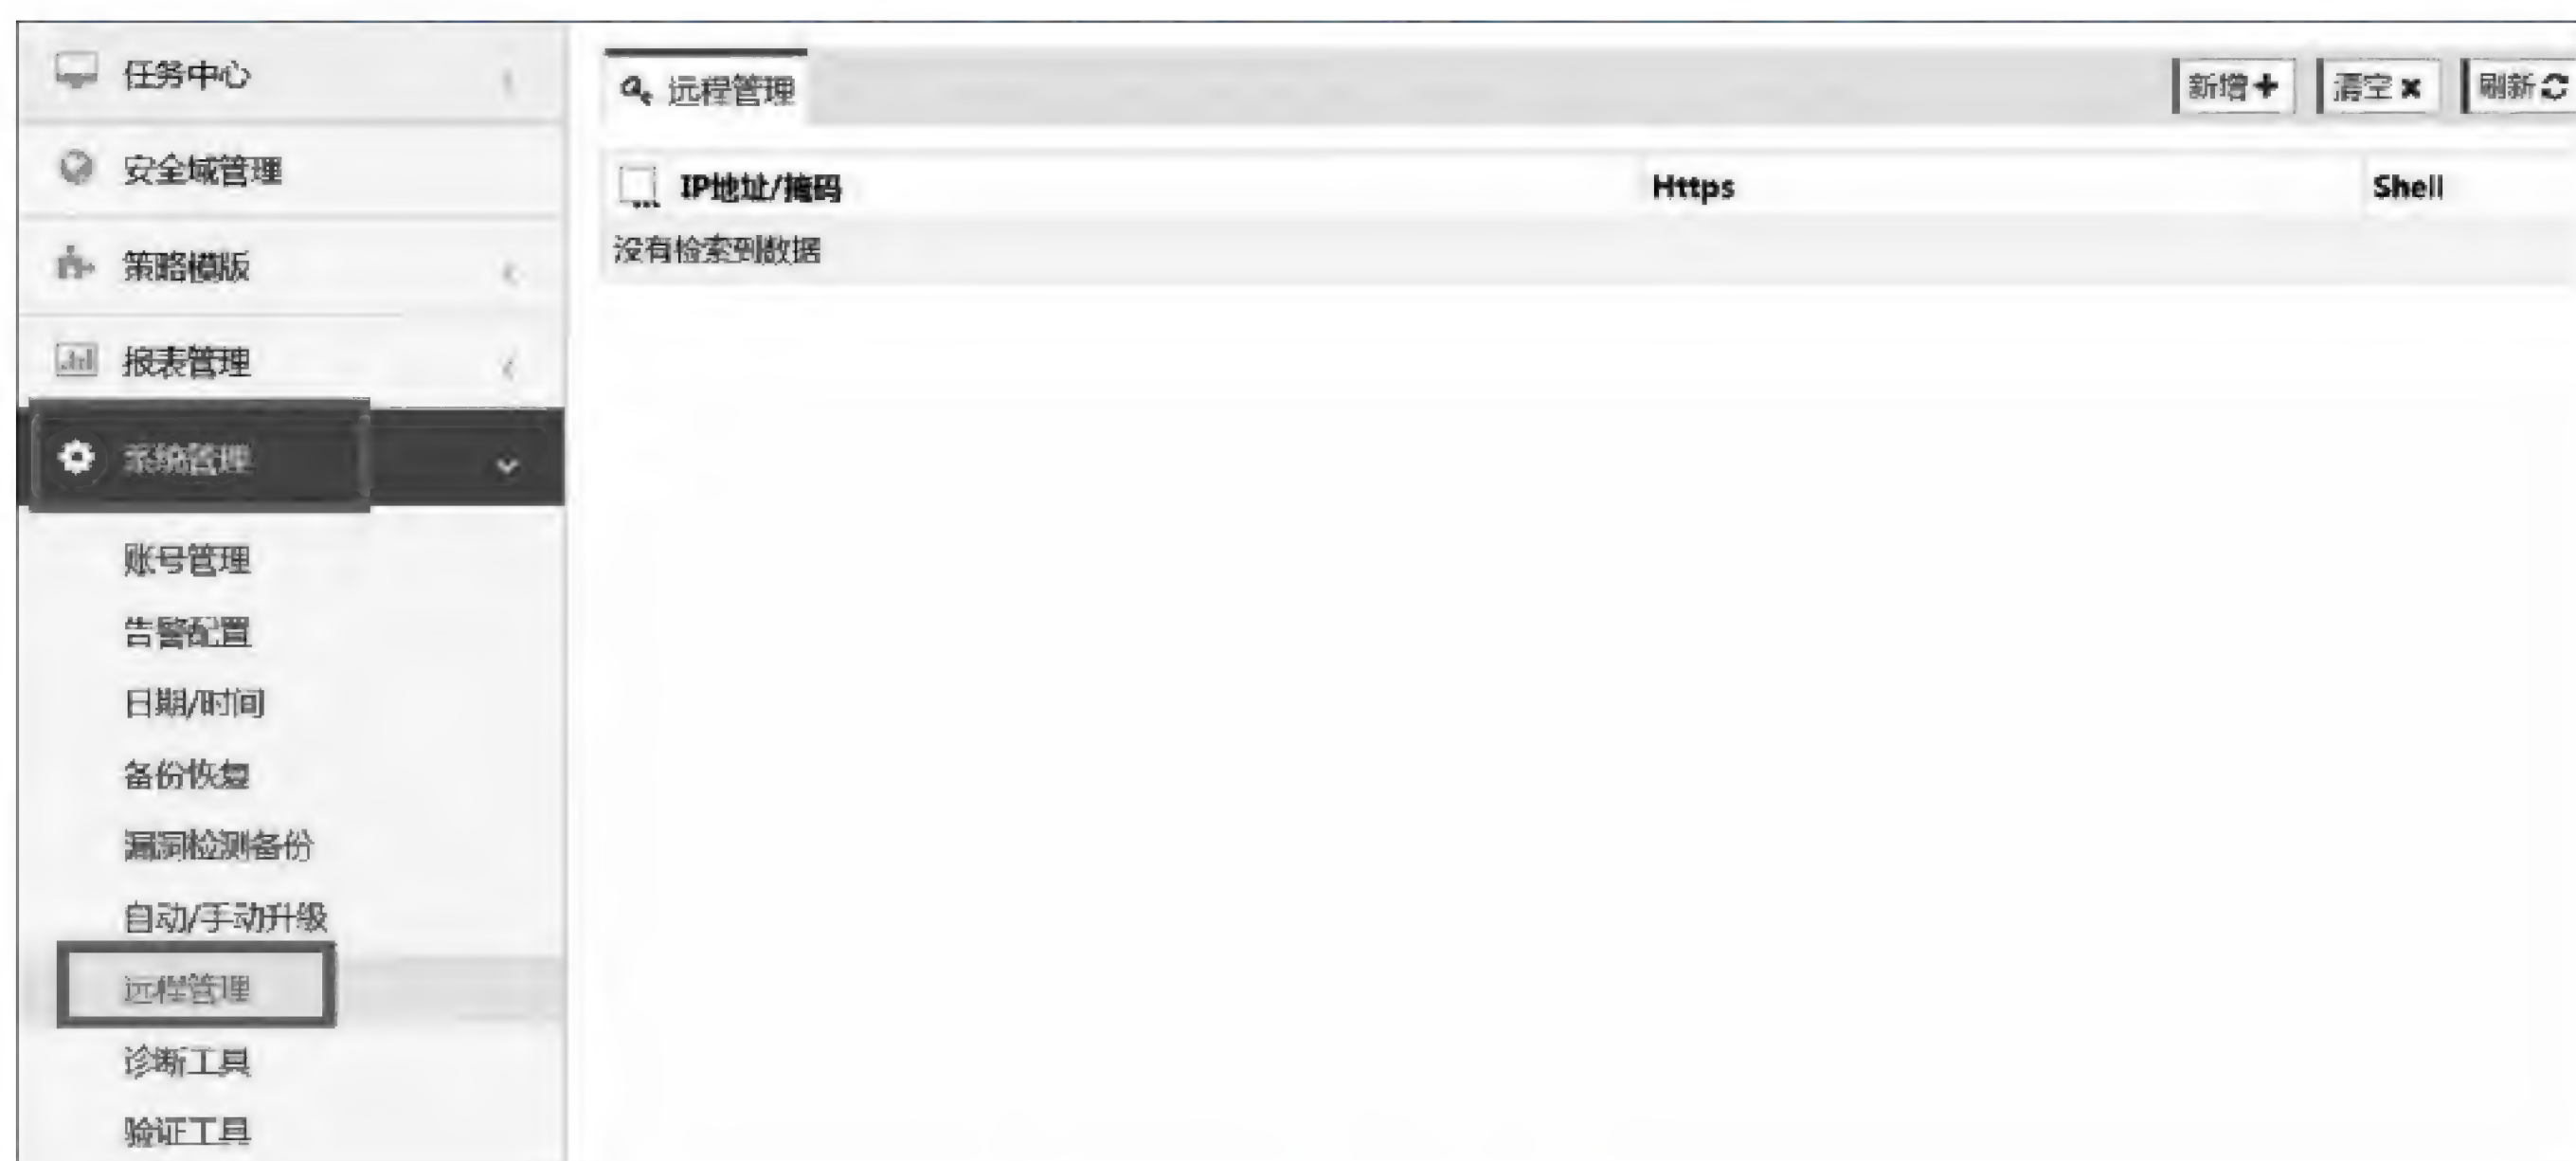 任务中心
安全域管理
策略模版
报表管理
系统管理
账号管理
告警配置
日期/时间
备份恢复
漏洞检测备份
自动/手动升级
远程管理
诊断工具
验证工具
远程管理
新增 清空 刷新
IP地址/掩码 Https Shell
没有检索到数据